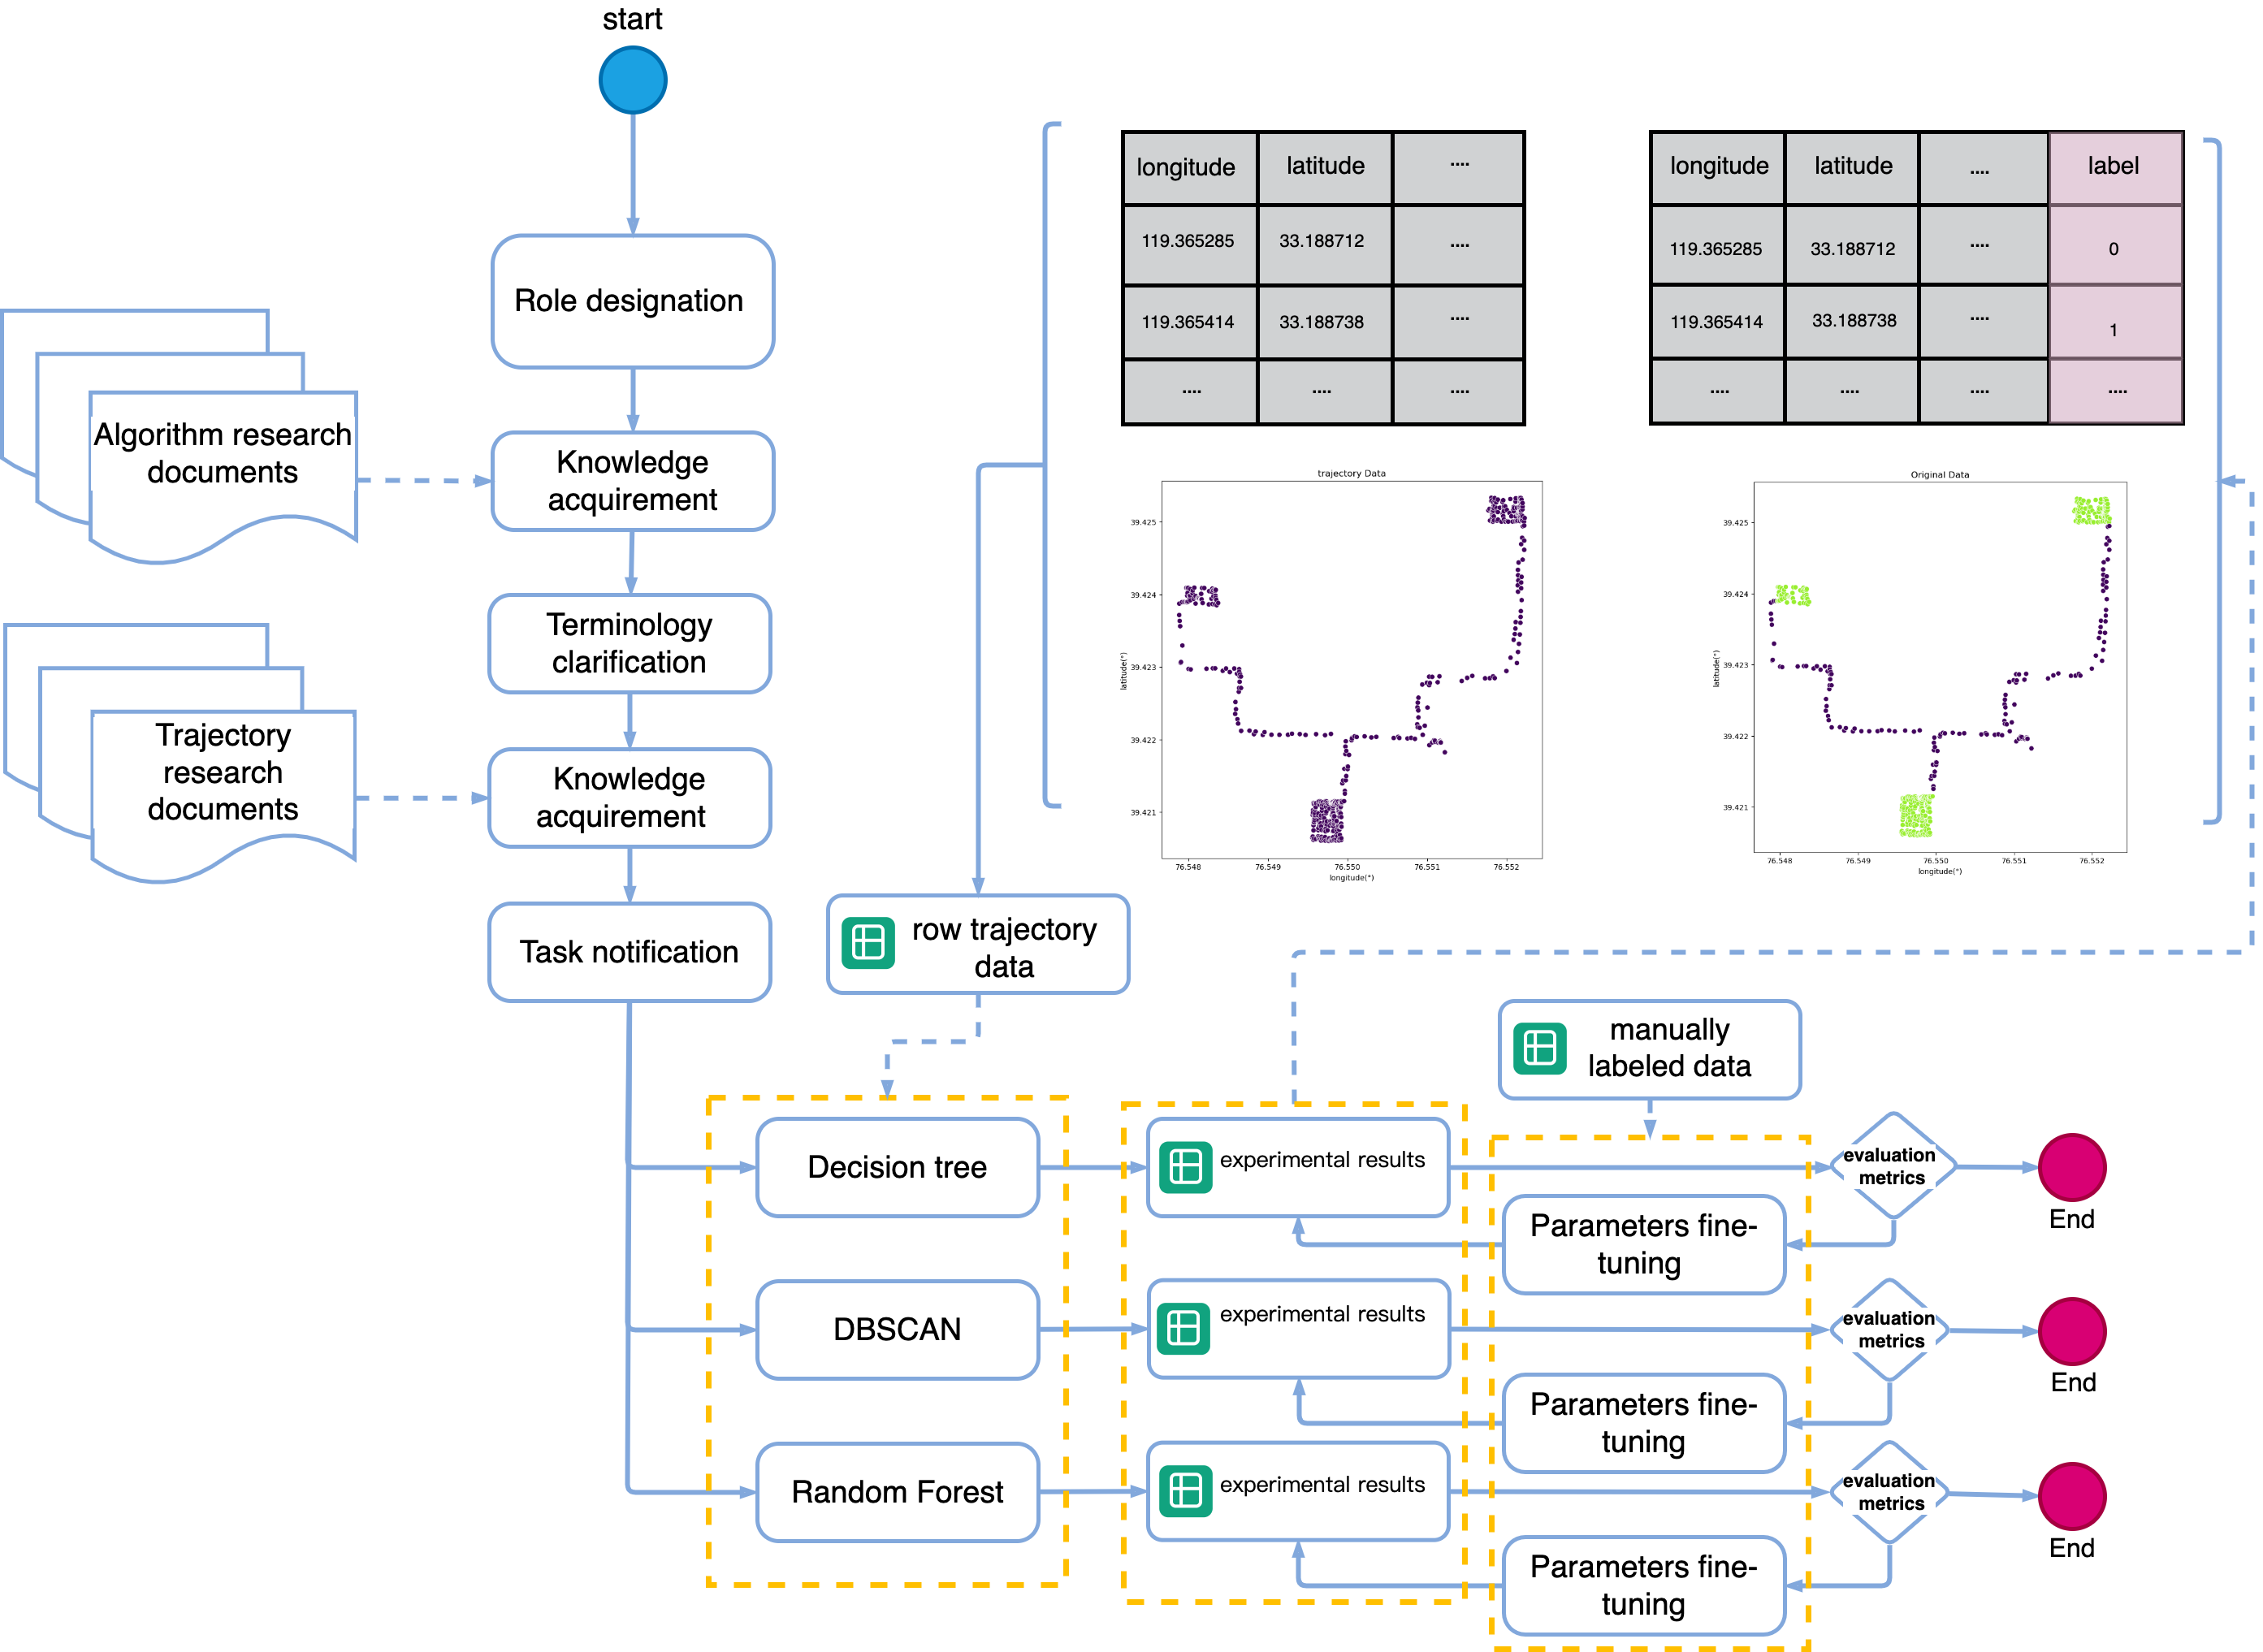 start
Role designation
Algorithm research
documents
Knowledge
acquirement
Terminology
clarification
Trajectory
research
documents
Knowledge
acquirement
Task notification
longitude latitude ....
119.365285 33.188712 ....
119.365414 33.188738 ....
.... .... ....
longitude latitude .... label
119.365285 33.188712 .... 0
119.365414 33.188738 .... 1
.... .... .... ....
trajectory Data
39.425
39.424
39.423
39.422
39.421
latitude(°)
76.548 76.549 76.550 76.551 76.552
longitude(°)
Original Data
39.425
39.424
39.423
39.422
39.421
latitude(°)
76.548 76.549 76.550 76.551 76.552
longitude(°)
row trajectory
data
manually
labeled data
Decision tree
experimental results
evaluation
metrics
End
Parameters fine-
tuning
DBSCAN
experimental results
evaluation
metrics
End
Parameters fine-
tuning
Random Forest
experimental results
evaluation
metrics
End
Parameters fine-
tuning